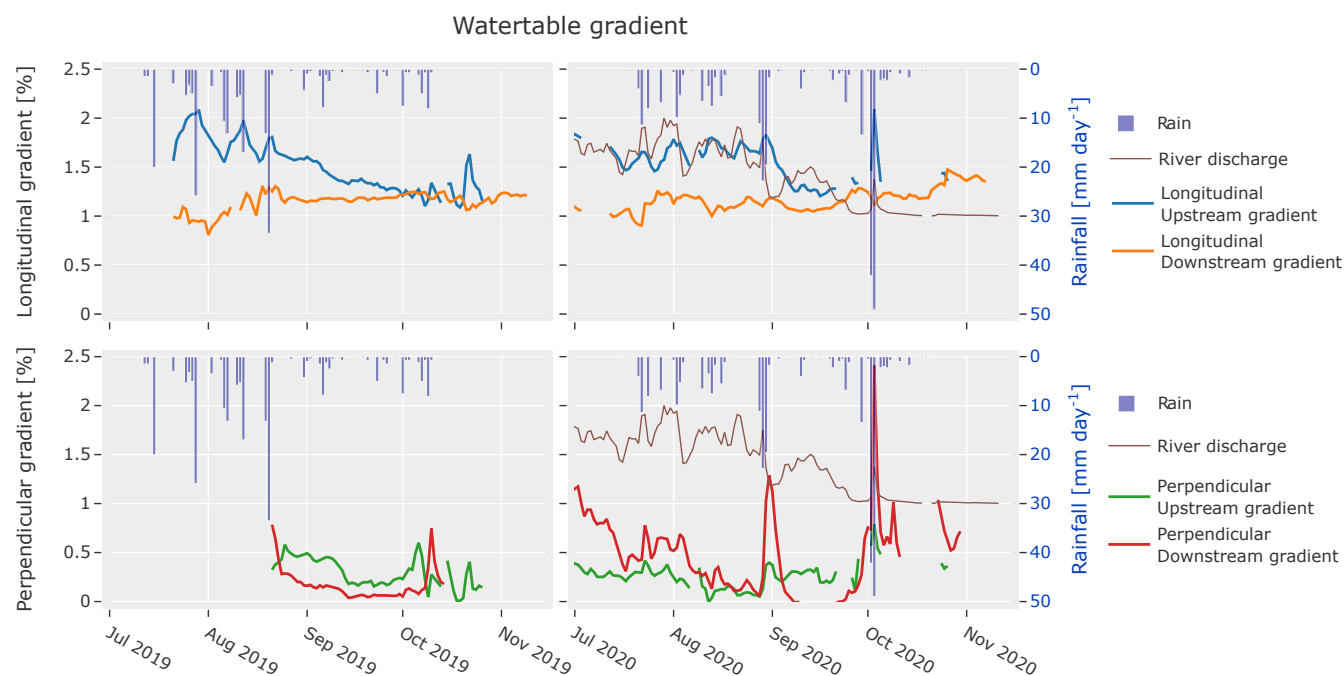 Watertable gradient
Longitudinal gradient [%]
2.5
2
1.5
1
0.5
0
0
10
20
30
40
50
Rainfall [mm day⁻¹]
Rain
River discharge
Longitudinal
Upstream gradient
Longitudinal
Downstream gradient
Perpendicular gradient [%]
2.5
2
1.5
1
0.5
0
0
10
20
30
40
50
Rainfall [mm day⁻¹]
Rain
River discharge
Perpendicular
Upstream gradient
Perpendicular
Downstream gradient
Jul 2019
Aug 2019
Sep 2019
Oct 2019
Nov 2019
Jul 2020
Aug 2020
Sep 2020
Oct 2020
Nov 2020